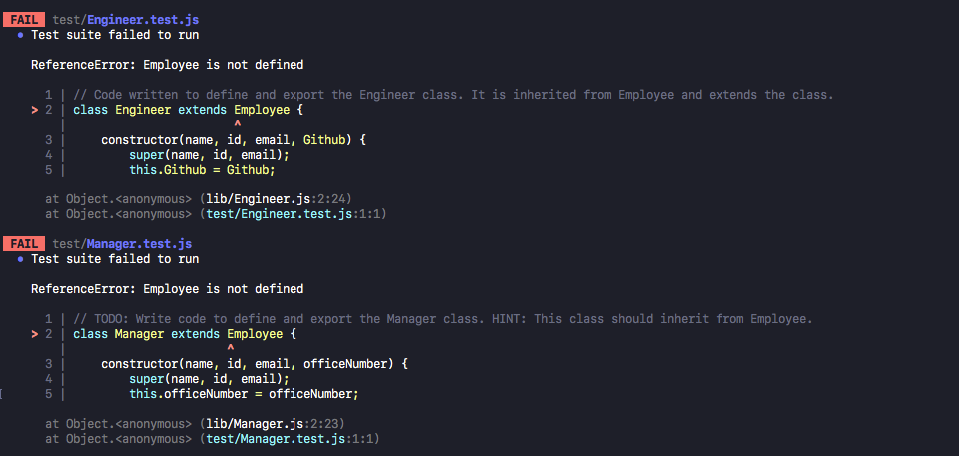 FAIL test/Engineer.test.js
● Test suite failed to run
ReferenceError: Employee is not defined
1 | // Code written to define and export the Engineer class. It is inherited from Employee and extends the class.
> 2 | class Engineer extends Employee {
| ^
3 | constructor(name, id, email, Github) {
4 | super(name, id, email);
5 | this.Github = Github;
at Object.<anonymous> (lib/Engineer.js:2:24)
at Object.<anonymous> (test/Engineer.test.js:1:1)
FAIL test/Manager.test.js
● Test suite failed to run
ReferenceError: Employee is not defined
1 | // TODO: Write code to define and export the Manager class. HINT: This class should inherit from Employee.
> 2 | class Manager extends Employee {
| ^
3 | constructor(name, id, email, officeNumber) {
4 | super(name, id, email);
5 | this.officeNumber = officeNumber;
at Object.<anonymous> (lib/Manager.js:2:23)
at Object.<anonymous> (test/Manager.test.js:1:1)